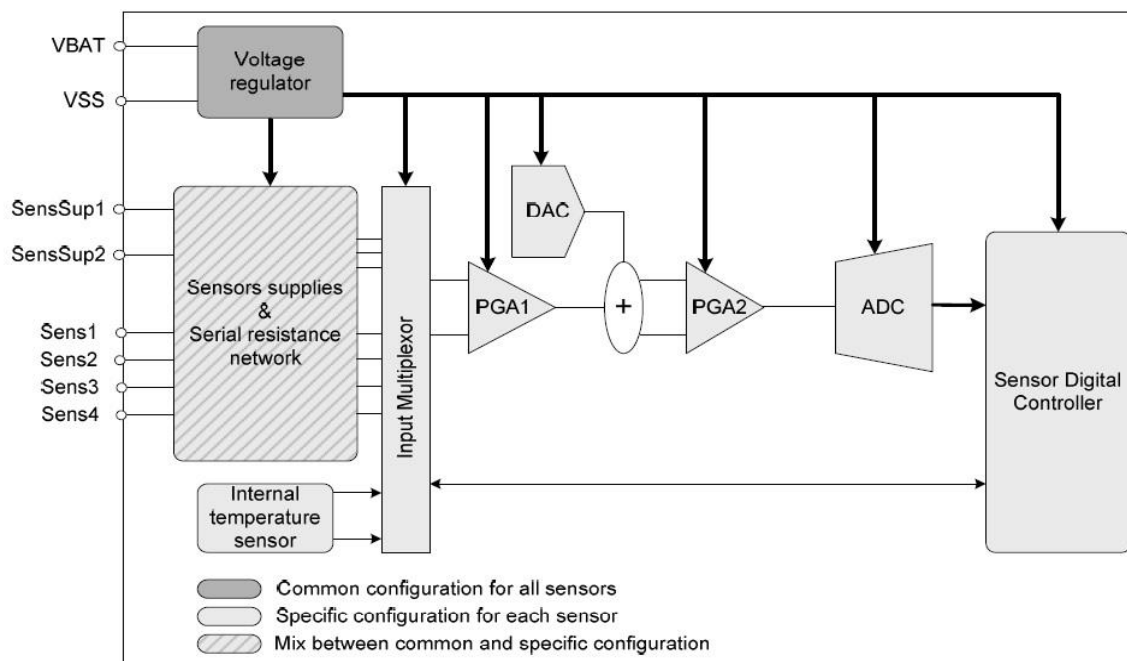 VBAT
VSS
Voltage
regulator
SensSup1
SensSup2
Sens1
Sens2
Sens3
Sens4
Sensors supplies
&
Serial resistance
network
Input Multiplexor
DAC
PGA1
+
PGA2
ADC
Sensor Digital
Controller
Internal
temperature
sensor
Common configuration for all sensors
Specific configuration for each sensor
Mix between common and specific configuration